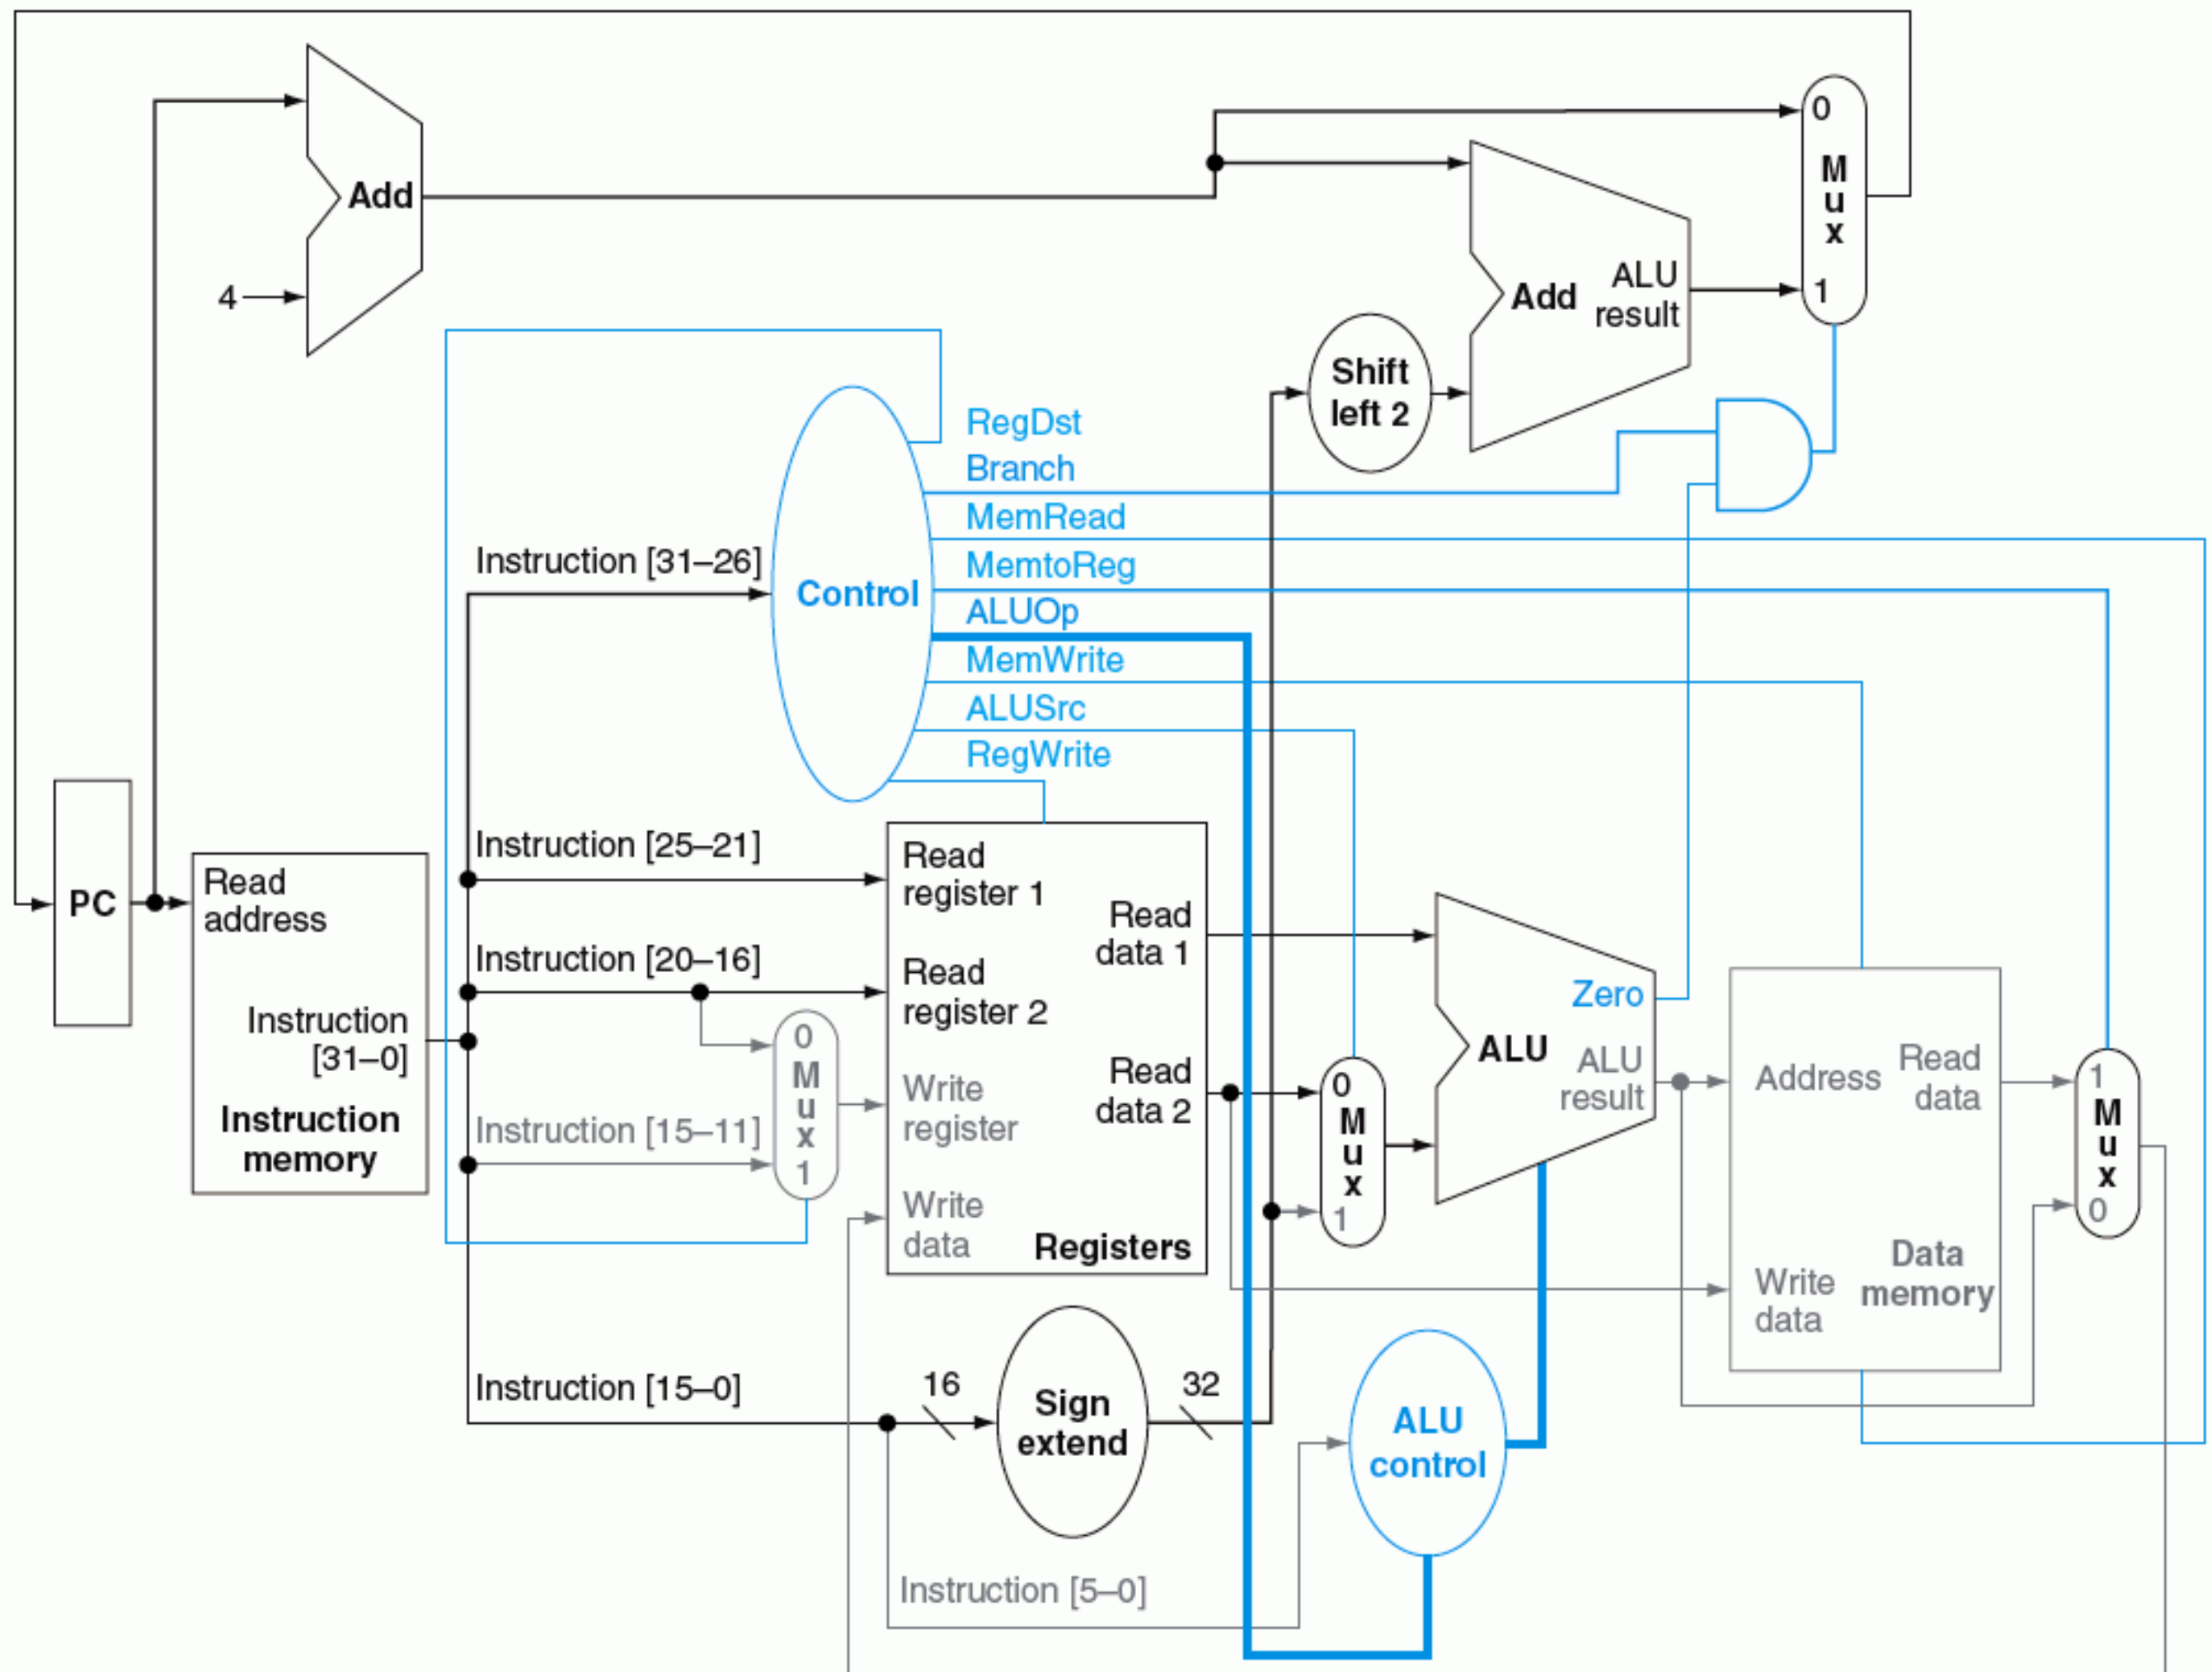 0
M
u
x
1
Add
ALU
result
Add
4
Shift
left 2
RegDst
Branch
MemRead
MemtoReg
ALUOp
MemWrite
ALUSrc
RegWrite
Control
Instruction [31–26]
Instruction [25–21]
Instruction [20–16]
Instruction [15–11]
Instruction [15–0]
Instruction [5–0]
PC
Read
address
Instruction
[31–0]
Instruction
memory
0
M
u
x
1
Read
register 1
Read
register 2
Write
register
Write
data
Read
data 1
Read
data 2
Registers
0
M
u
x
1
Zero
ALU
ALU
result
Address
Read
data
Write
data
Data
memory
1
M
u
x
0
16
Sign
extend
32
ALU
control